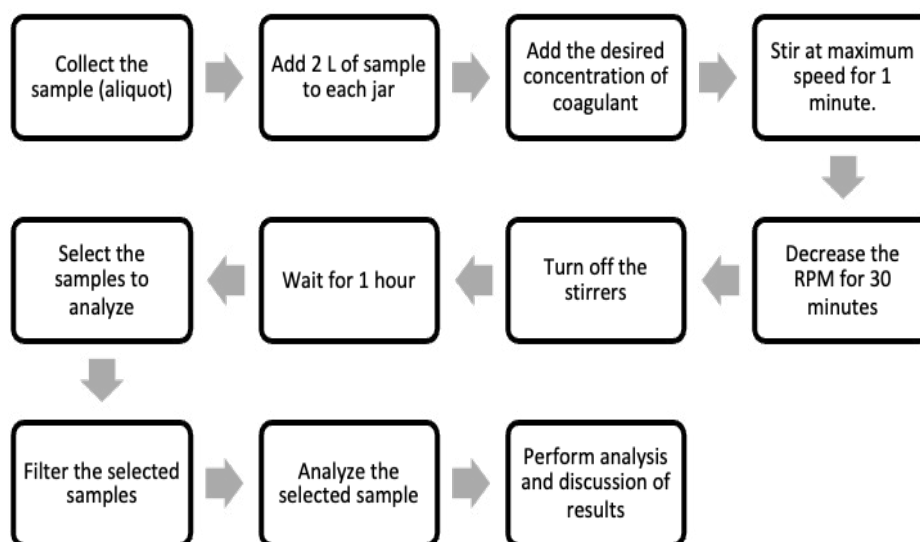 Collect the
sample (aliquot)
Add 2 L of sample
to each jar
Add the desired
concentration of
coagulant
Stir at maximum
speed for 1
minute.
Decrease the
RPM for 30
minutes
Turn off the
stirrers
Wait for 1 hour
Select the
samples to
analyze
Filter the selected
samples
Analyze the
selected sample
Perform analysis
and discussion of
results